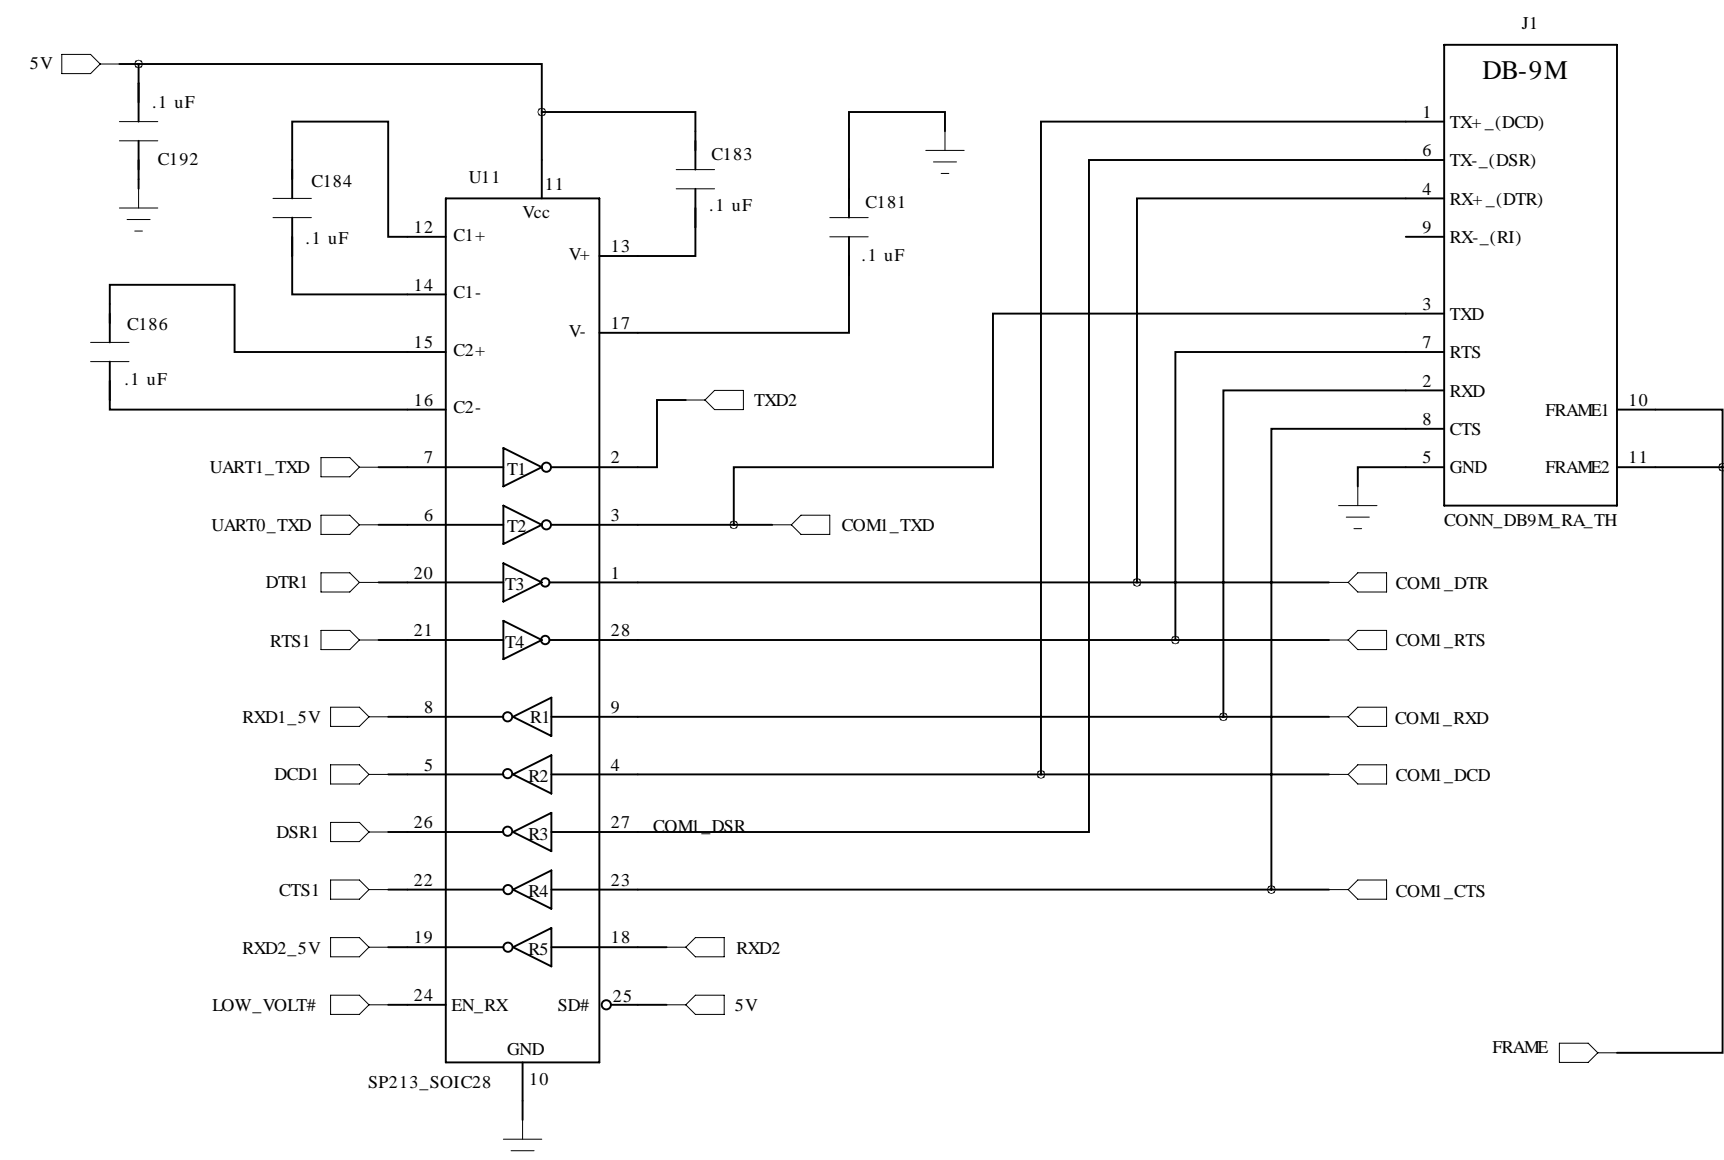 J1
5V
DB-9M
.1 uF
C192
C184
.1 uF
U11
11
Vcc
C183
.1 uF
C181
.1 uF
1 TX+_(DCD)
6 TX-_(DSR)
4 RX+_(DTR)
9 RX-_(RI)
3 TXD
7 RTS
2 RXD
8 CTS
5 GND
FRAME1 10
FRAME2 11
CONN_DB9M_RA_TH
12 C1+
V+ 13
14 C1-
C186
.1 uF
V- 17
15 C2+
16 C2-
TXD2
UART1_TXD 7 T1 2
UART0_TXD 6 T2 3 COM1_TXD
DTR1 20 T3 1 COM1_DTR
RTS1 21 T4 28 COM1_RTS
RXD1_5V 8 R1 9 COM1_RXD
DCD1 5 R2 4 COM1_DCD
DSR1 26 R3 27 COM1_DSR
CTS1 22 R4 23 COM1_CTS
RXD2_5V 19 R5 18 RXD2
LOW_VOLT# 24 EN_RX SD# 25 5V
GND
FRAME
SP213_SOIC28 10